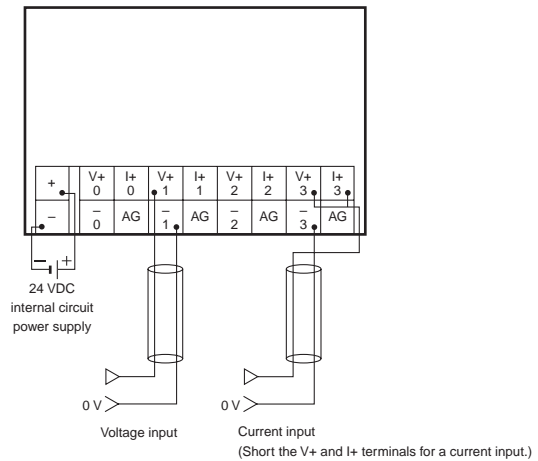 + V+ I+ V+ I+ V+ I+ V+ I+
0 0 1 1 2 2 3 3
– – AG – AG – AG – AG
0 1 2 3
– +
24 VDC
internal circuit
power supply
0 V 0 V
Voltage input
Current input
(Short the V+ and I+ terminals for a current input.)